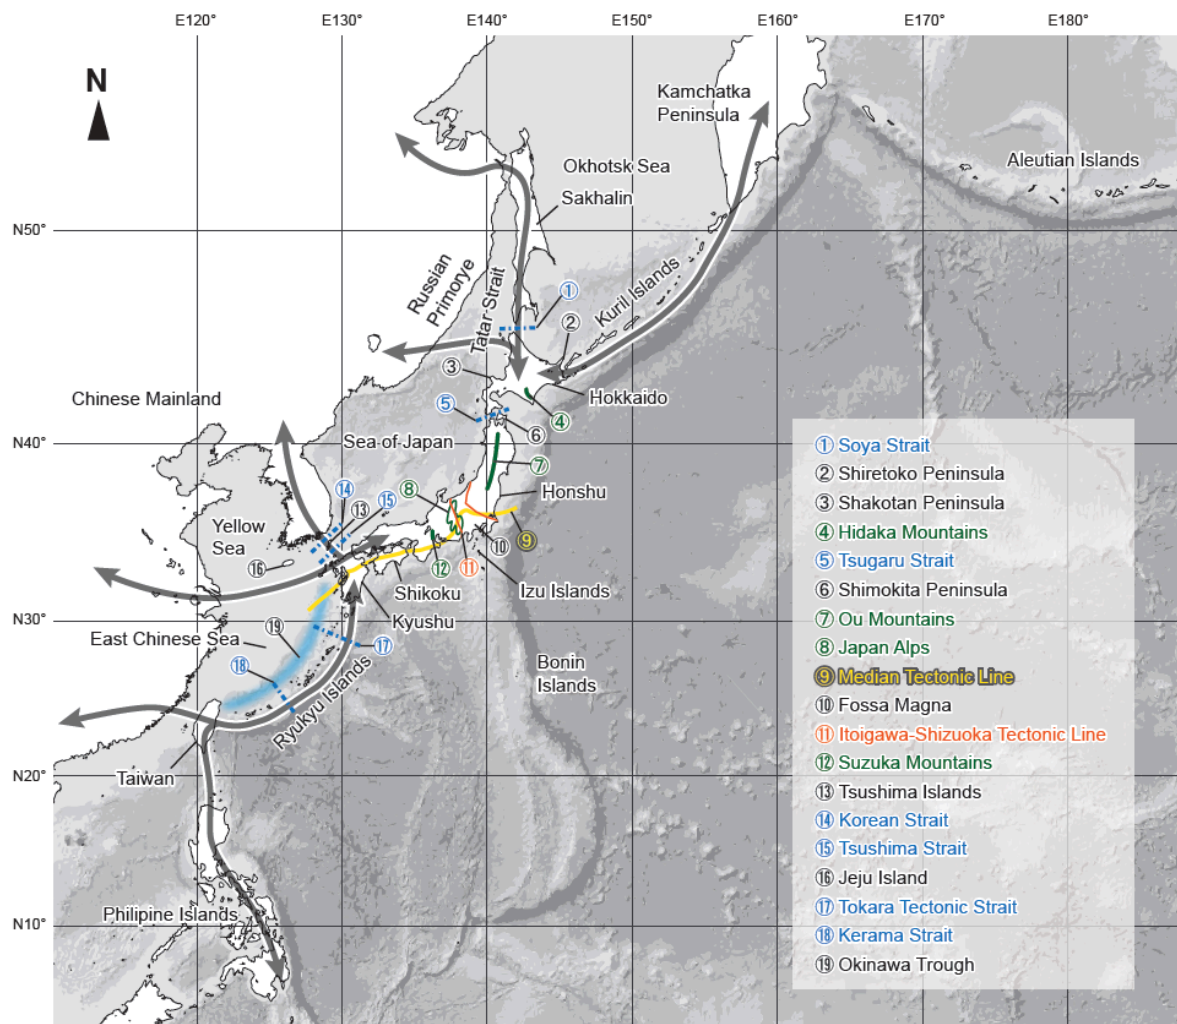 E120°
E130°
E140°
E150°
E160°
E170°
E180°
N
Kamchatka
Peninsula
Aleutian Islands
Okhotsk Sea
Sakhalin
N50°
Russian
Primorye
Tatar Strait
Kuril Islands
①
②
③
Chinese Mainland
Hokkaido
⑤
④
⑥
N40°
Sea of Japan
⑦
⑧
Honshu
⑭
⑮
⑬
Yellow
Sea
⑩
⑨
⑯
⑫
⑪
Shikoku
Izu Islands
N30°
Kyushu
⑲
East Chinese Sea
⑰
⑱
Bonin
Islands
Ryukyu Islands
Taiwan
N20°
Philipine Islands
N10°
① Soya Strait
② Shiretoko Peninsula
③ Shakotan Peninsula
④ Hidaka Mountains
⑤ Tsugaru Strait
⑥ Shimokita Peninsula
⑦ Ou Mountains
⑧ Japan Alps
⑨ Median Tectonic Line
⑩ Fossa Magna
⑪ Itoigawa-Shizuoka Tectonic Line
⑫ Suzuka Mountains
⑬ Tsushima Islands
⑭ Korean Strait
⑮ Tsushima Strait
⑯ Jeju Island
⑰ Tokara Tectonic Strait
⑱ Kerama Strait
⑲ Okinawa Trough